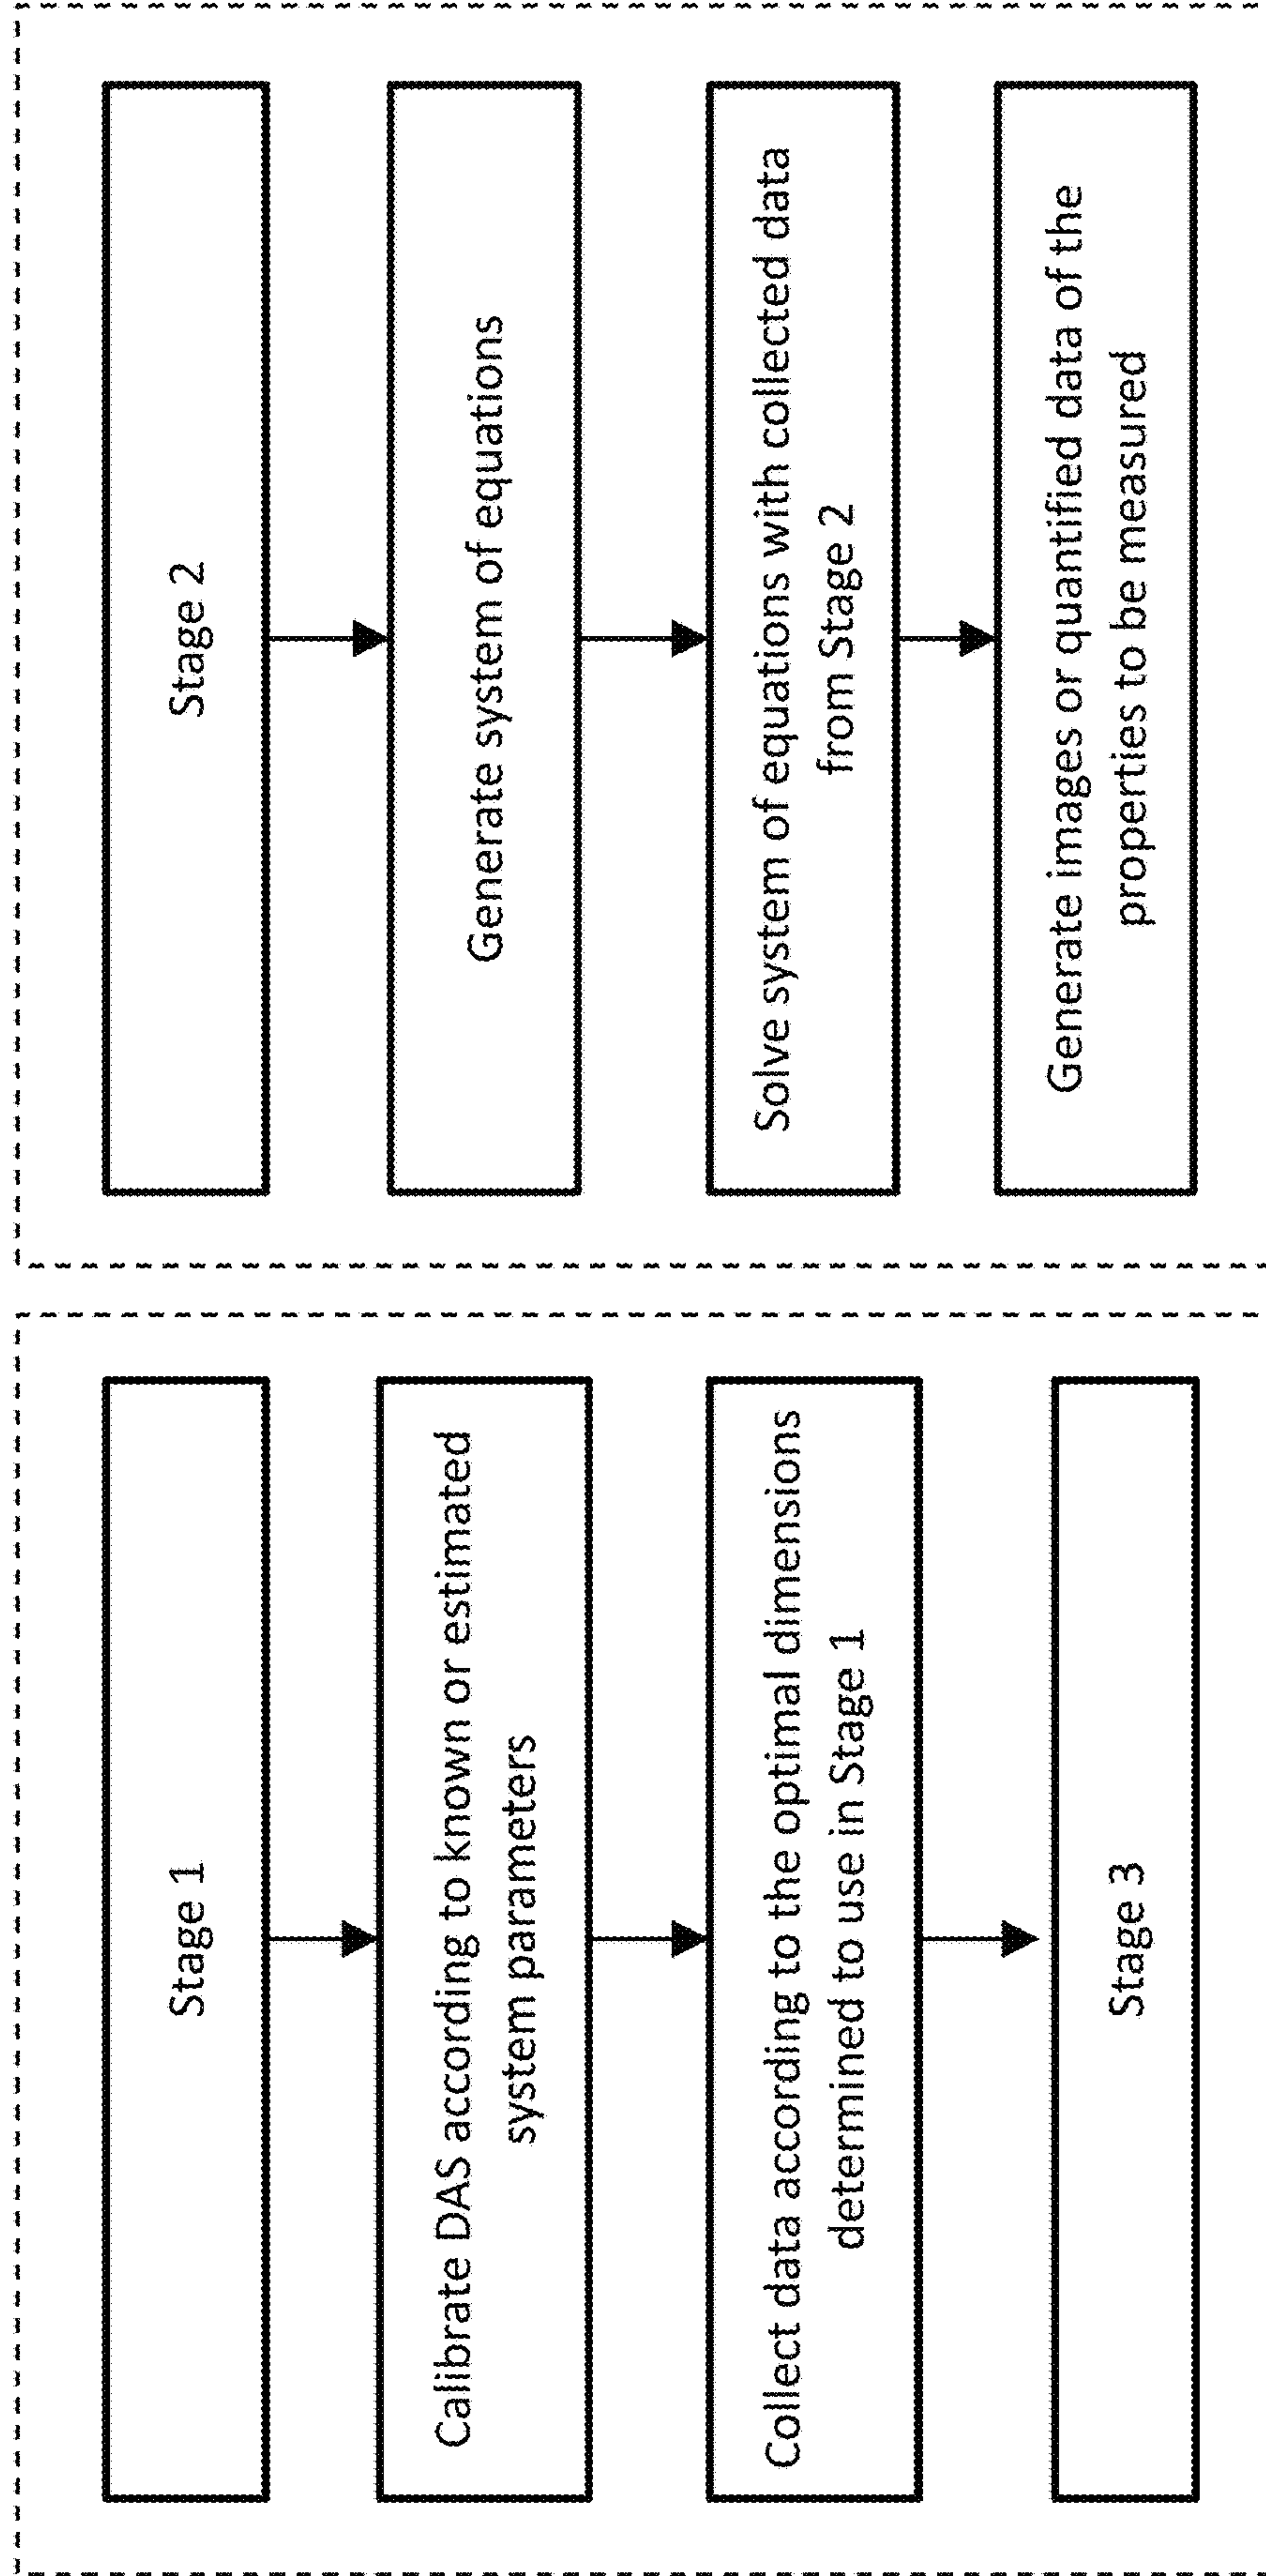 Stage 1
Calibrate DAS according to known or estimated
system parameters
Collect data according to the optimal dimensions
determined to use in Stage 1
Stage 3
Stage 2
Generate system of equations
Solve system of equations with collected data
from Stage 2
Generate images or quantified data of the
properties to be measured